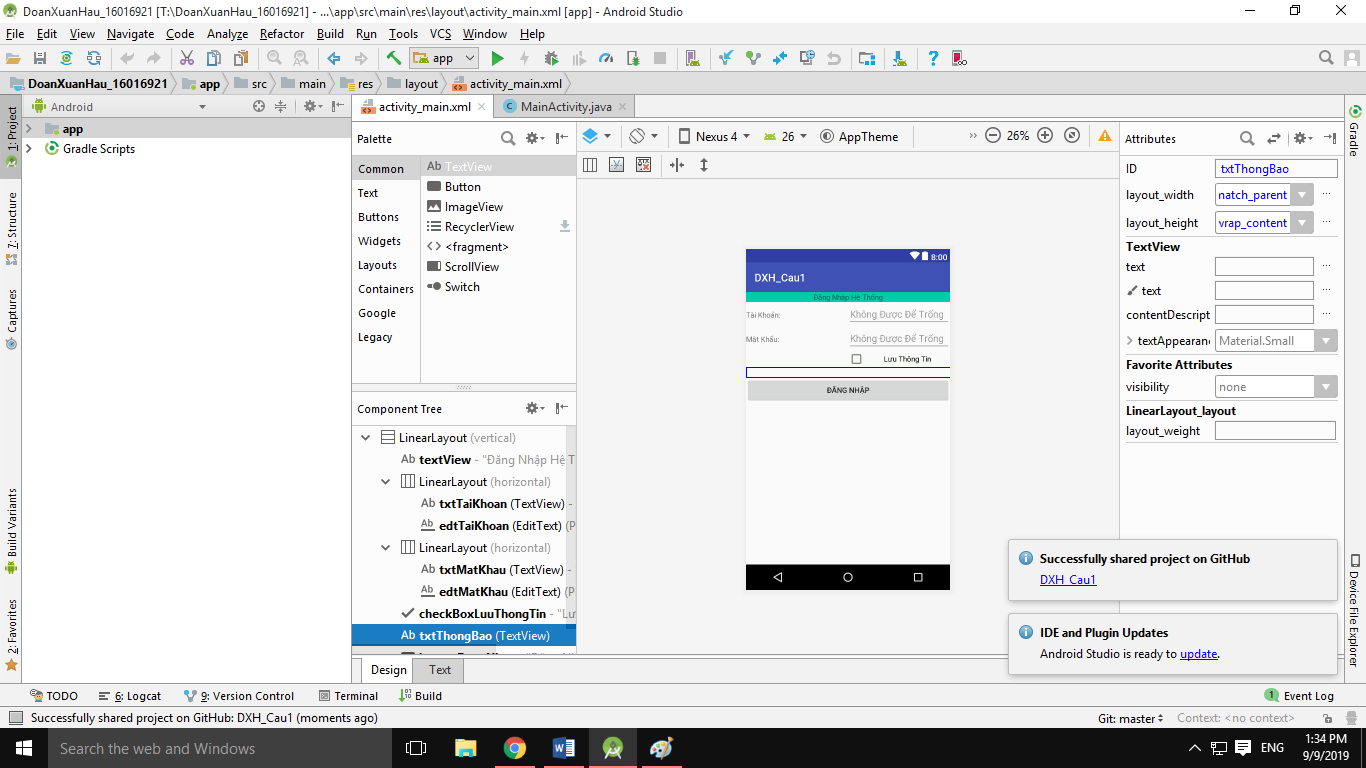 DoanXuanHau_16016921 [T:\DoanXuanHau_16016921] - ...\app\src\main\res\layout\activity_main.xml [app] - Android Studio
File Edit View Navigate Code Analyze Refactor Build Run Tools VCS Window Help
app
DoanXuanHau_16016921 app src main res layout activity_main.xml
1: Project
7: Structure
Captures
Build Variants
2: Favorites
Android
app
Gradle Scripts
activity_main.xml
MainActivity.java
Palette
Common
Text
Buttons
Widgets
Layouts
Containers
Google
Legacy
Ab TextView
Button
ImageView
RecyclerView
<fragment>
ScrollView
Switch
Component Tree
LinearLayout (vertical)
Ab textView - "Đăng Nhập Hệ T
LinearLayout (horizontal)
Ab txtTaiKhoan (TextView) -
Ab edtTaiKhoan (EditText) (P
LinearLayout (horizontal)
Ab txtMatKhau (TextView) -
Ab edtMatKhau (EditText) (P
checkBoxLuuThongTin - "Lư
Ab txtThongBao (TextView)
Nexus 4 26 AppTheme » 26%
8:00
DXH_Cau1
Đăng Nhập Hệ Thống
Tài Khoản: Không Được Để Trống
Mật Khẩu: Không Được Để Trống
Lưu Thông Tin
ĐĂNG NHẬP
Attributes
ID txtThongBao
layout_width natch_parent ...
layout_height vrap_content ...
TextView
text ...
text ...
contentDescript ...
textAppearan Material.Small
Favorite Attributes
visibility none
LinearLayout_layout
layout_weight
Gradle
Device File Explorer
Successfully shared project on GitHub
DXH_Cau1
IDE and Plugin Updates
Android Studio is ready to update.
Design Text
TODO 6: Logcat 9: Version Control Terminal Build 1 Event Log
Successfully shared project on GitHub: DXH_Cau1 (moments ago) Git: master Context: <no context>
Search the web and Windows
ENG
1:34 PM
9/9/2019